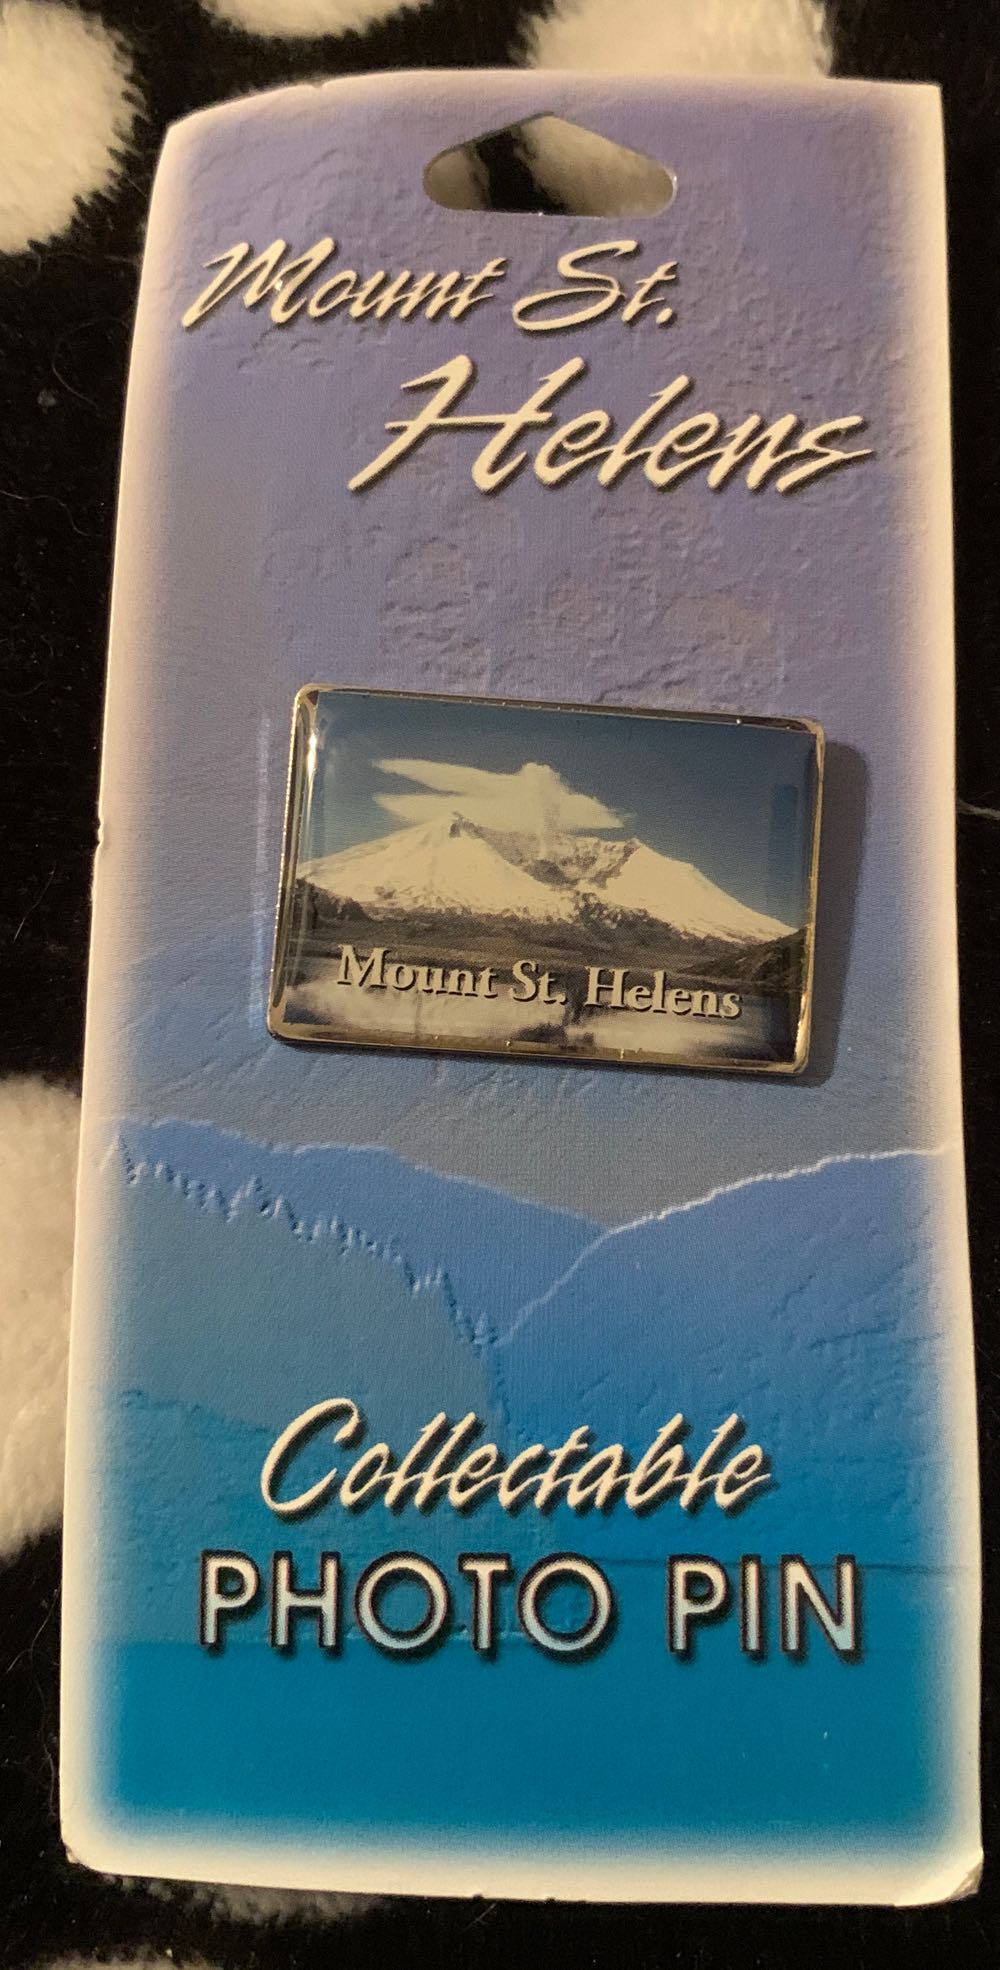 Mount St.
Helens
Mount St. Helens
Collectable
PHOTO PIN